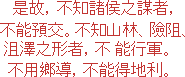 是故，不知諸侯之謀者，
不能預交。不知山林、險阻、
沮澤之形者，不 能行軍。
不用鄉導，不能得地利。